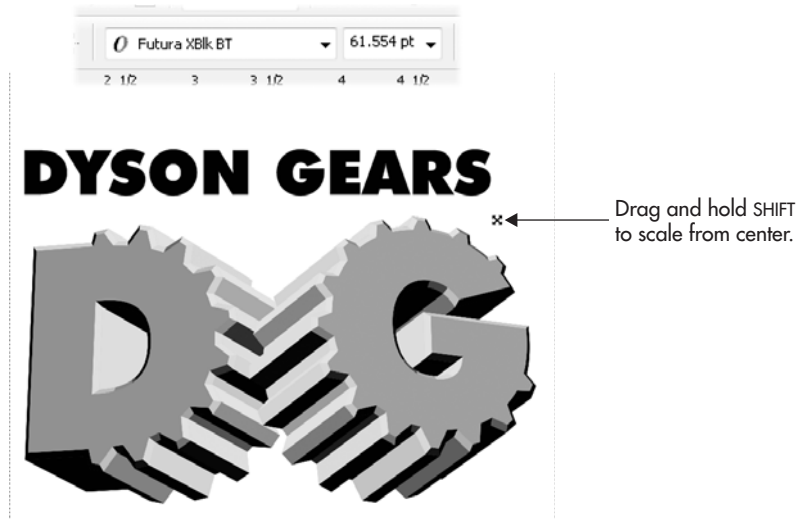 O Futura XBlk BT 61.554 pt
2 1/2 3 3 1/2 4 4 1/2
DYSON GEARS
Drag and hold SHIFT
to scale from center.
D G